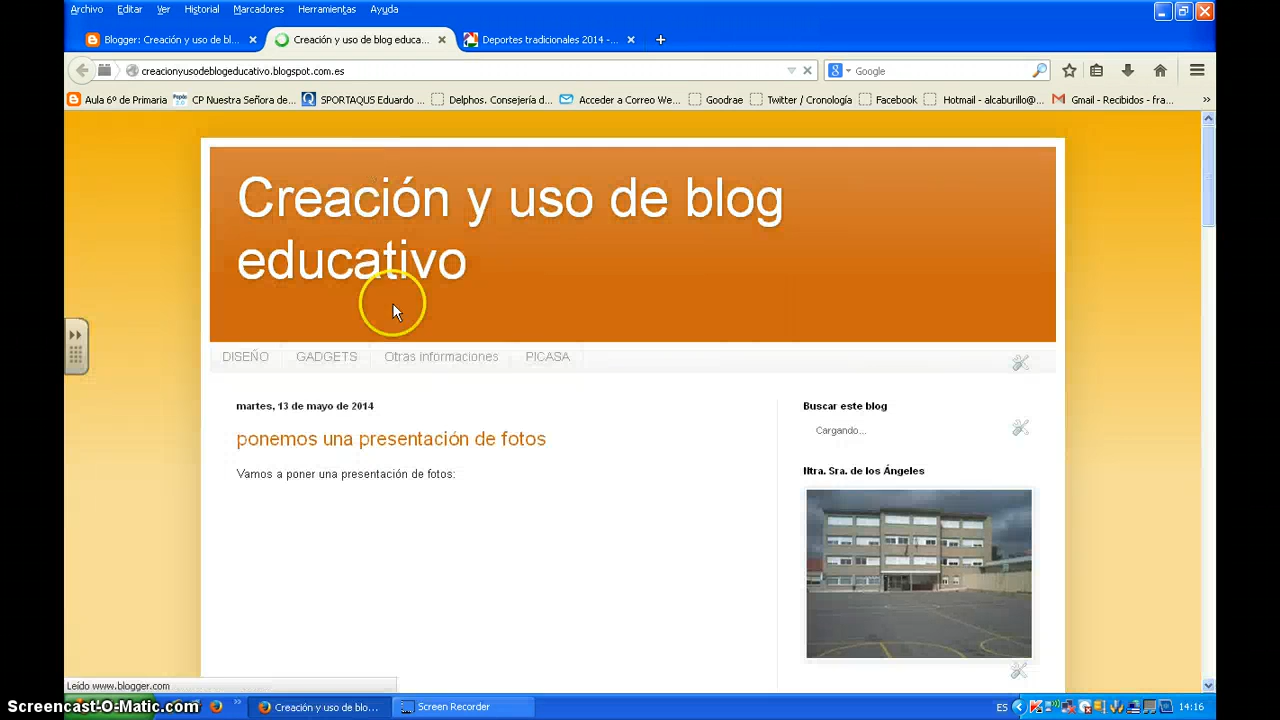 Archivo Editar Ver Historial Marcadores Herramientas Ayuda
Blogger: Creación y uso de bl... Creación y uso de blog educa... Deportes tradicionales 2014 -...
creacionyusodeblogeducativo.blogspot.com.es Google
Aula 6º de Primaria CP Nuestra Señora de... SPORTAQUS Eduardo ... Delphos. Consejería d... Acceder a Correo We... Goodrae Twitter / Cronología Facebook Hotmail - alcaburillo@... Gmail - Recibidos - fra...
Creación y uso de blog
educativo
DISEÑO GADGETS Otras informaciones PICASA
martes, 13 de mayo de 2014
ponemos una presentación de fotos
Vamos a poner una presentación de fotos:
Buscar este blog
Cargando...
Iltra. Sra. de los Ángeles
Leido www.blogger.com
Screencast-O-Matic.com Creación y uso de blo... Screen Recorder ES 14:16